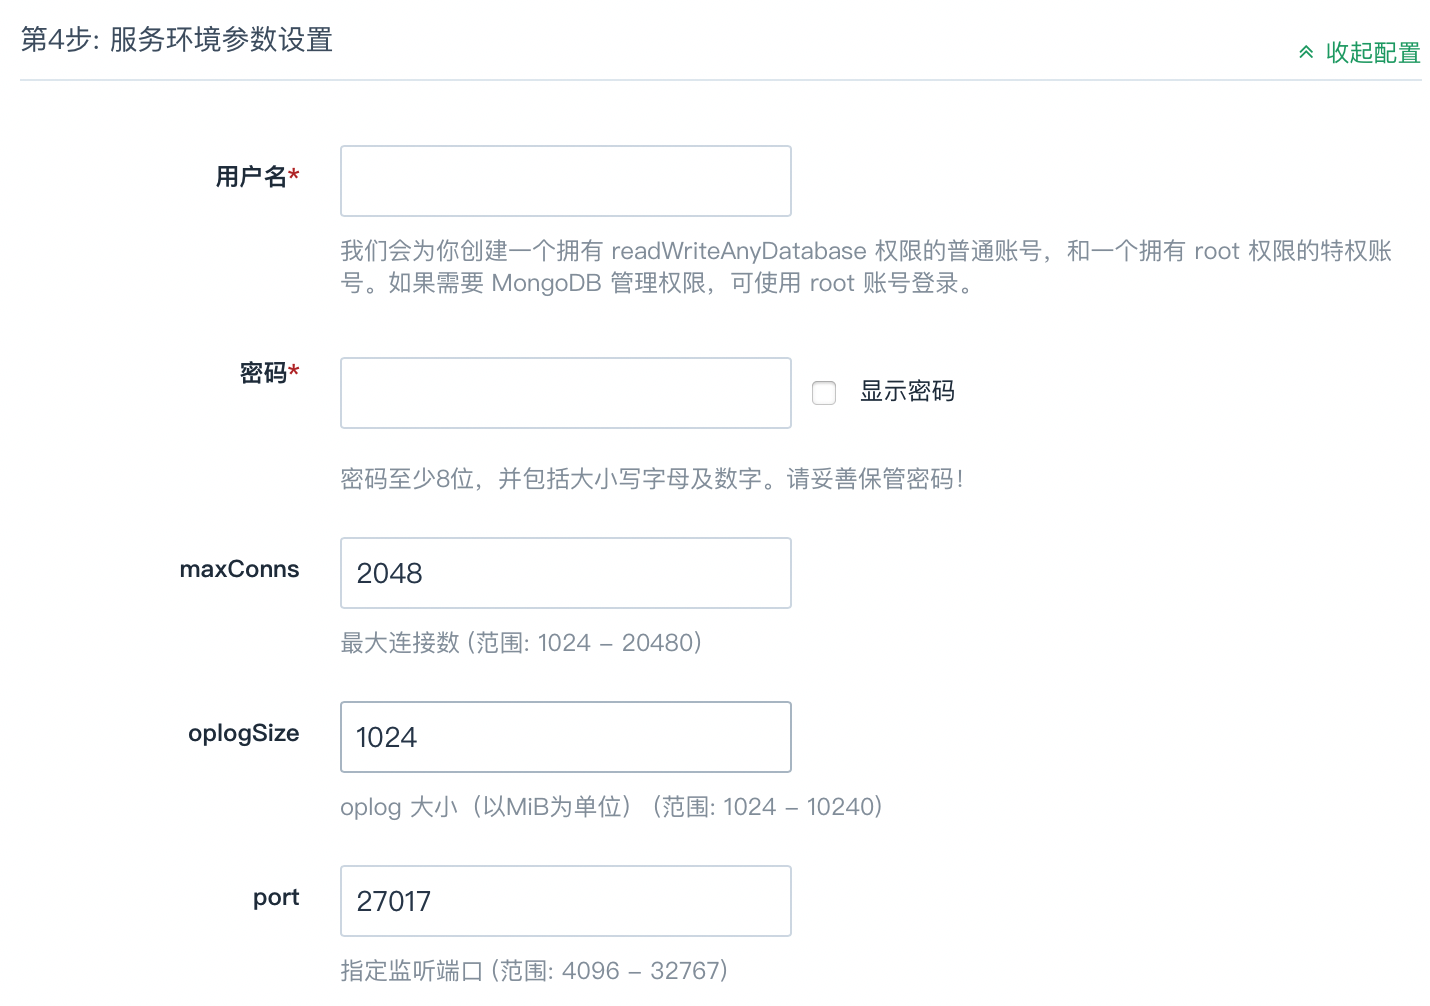 第4步: 服务环境参数设置
收起配置
用户名*
我们会为你创建一个拥有 readWriteAnyDatabase 权限的普通账号，和一个拥有 root 权限的特权账
号。如果需要 MongoDB 管理权限，可使用 root 账号登录。
密码*
显示密码
密码至少8位，并包括大小写字母及数字。请妥善保管密码！
maxConns
2048
最大连接数 (范围: 1024 – 20480)
oplogSize
1024
oplog 大小（以MiB为单位） (范围: 1024 – 10240)
port
27017
指定监听端口 (范围: 4096 – 32767)